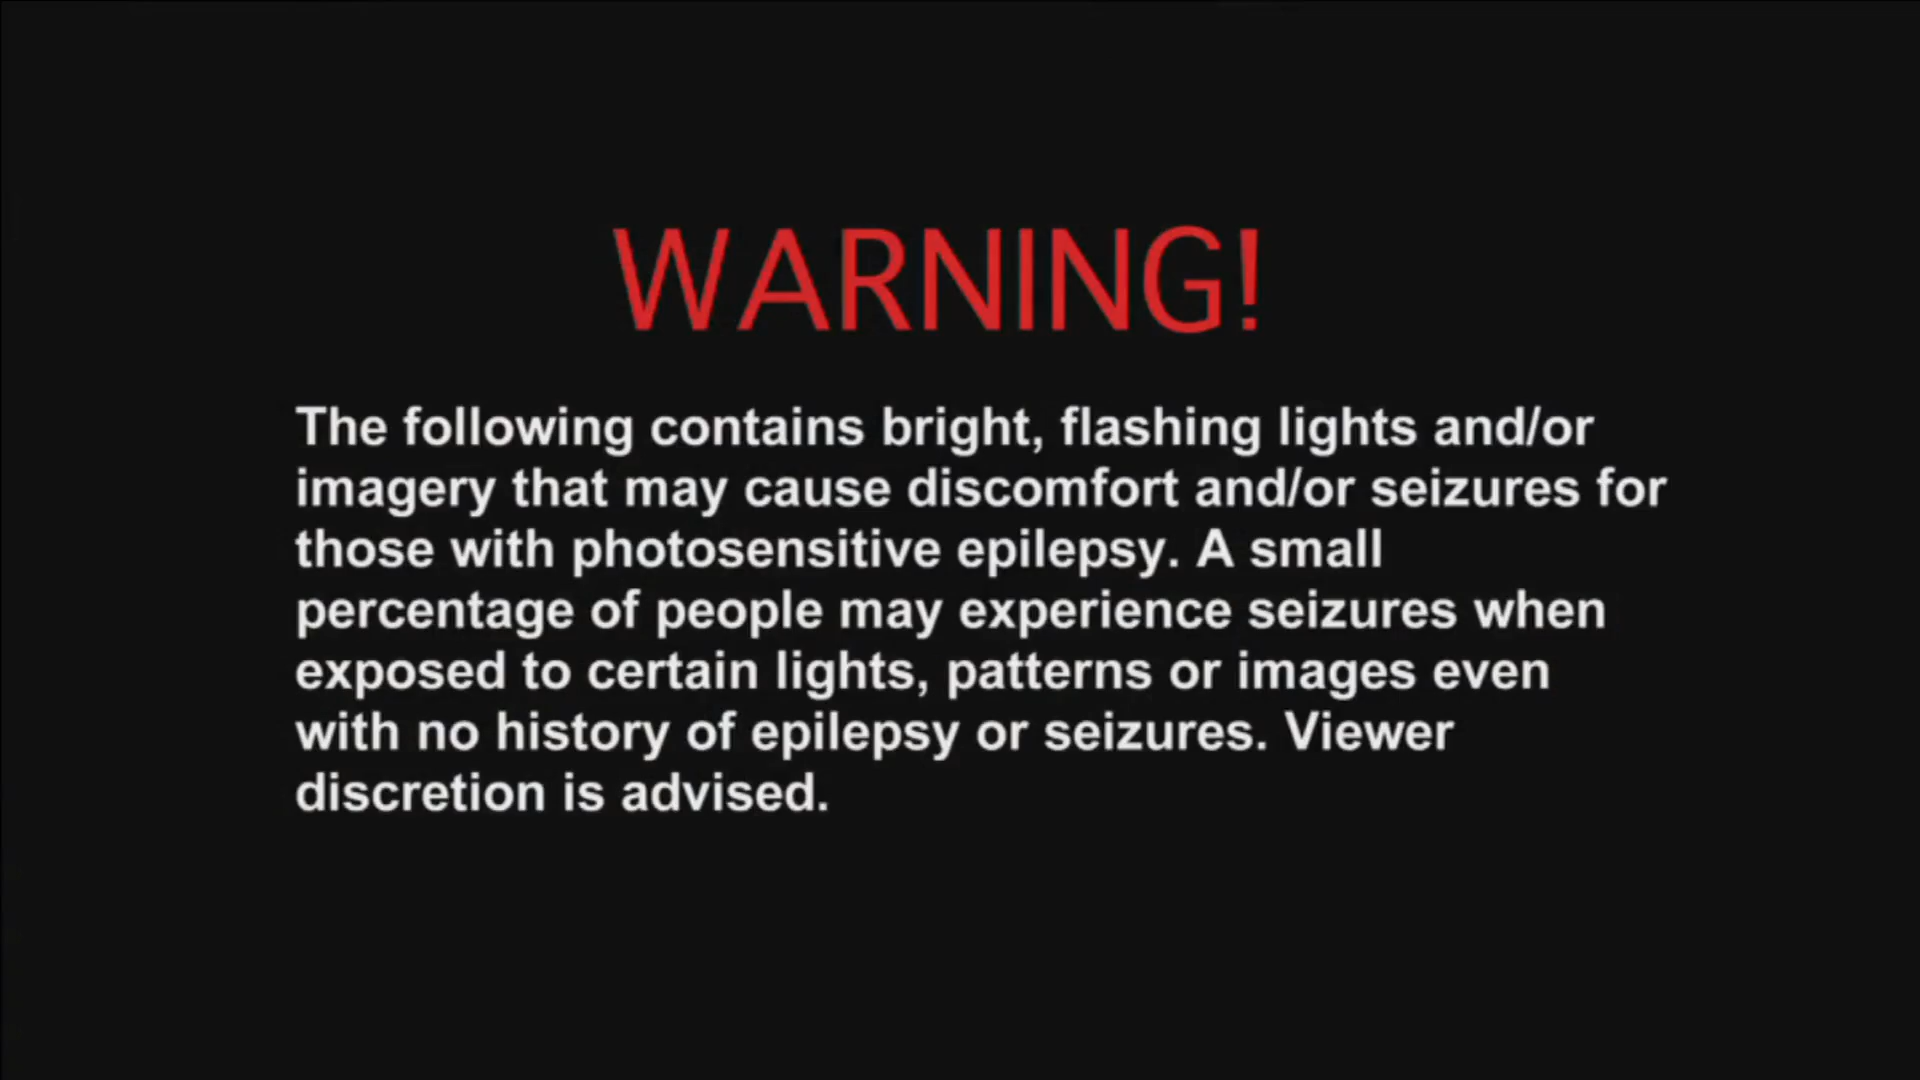 WARNING!
The following contains bright, flashing lights and/or
imagery that may cause discomfort and/or seizures for
those with photosensitive epilepsy. A small
percentage of people may experience seizures when
exposed to certain lights, patterns or images even
with no history of epilepsy or seizures. Viewer
discretion is advised.